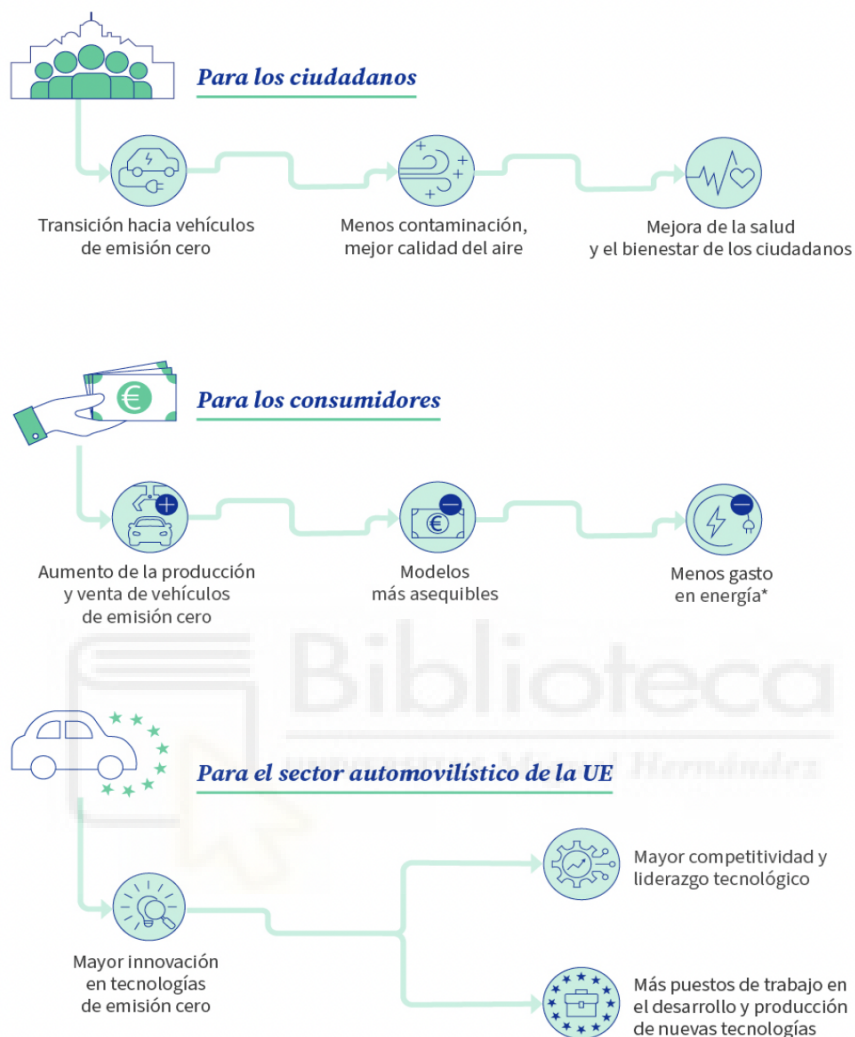 Para los ciudadanos
Transición hacia vehículos
de emisión cero
Menos contaminación,
mejor calidad del aire
Mejora de la salud
y el bienestar de los ciudadanos
Para los consumidores
Aumento de la producción
y venta de vehículos
de emisión cero
Modelos
más asequibles
Menos gasto
en energía*
Biblioteca
UNIVERSITAS Miguel Hernández
Para el sector automovilístico de la UE
Mayor innovación
en tecnologías
de emisión cero
Mayor competitividad y
liderazgo tecnológico
Más puestos de trabajo en
el desarrollo y producción
de nuevas tecnologías